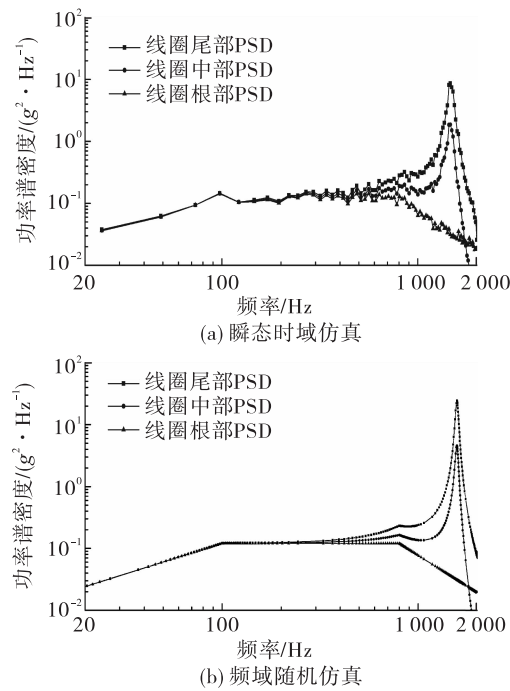 10²
线圈尾部PSD
线圈中部PSD
线圈根部PSD
10¹
10⁰
10⁻¹
10⁻²
功率谱密度/(g²·Hz⁻¹)
20 100 1 000 2 000
频率/Hz
(a) 瞬态时域仿真
10²
线圈尾部PSD
线圈中部PSD
线圈根部PSD
10¹
10⁰
10⁻¹
10⁻²
功率谱密度/(g²·Hz⁻¹)
20 100 1 000 2 000
频率/Hz
(b) 频域随机仿真